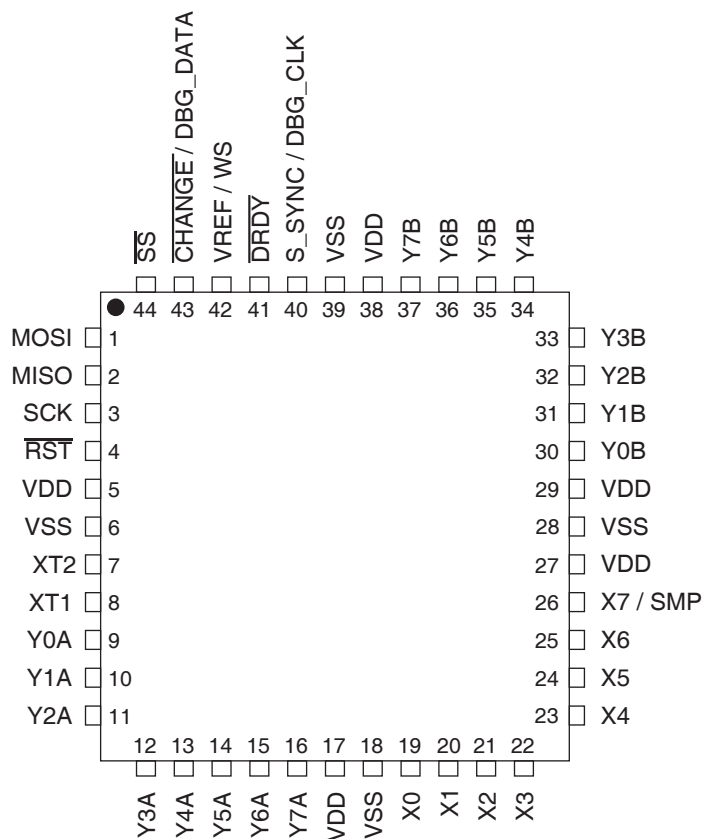 SS
CHANGE / DBG_DATA
VREF / WS
DRDY
S_SYNC / DBG_CLK
VSS
VDD
Y7B
Y6B
Y5B
Y4B
44 43 42 41 40 39 38 37 36 35 34
MOSI 1 33 Y3B
MISO 2 32 Y2B
SCK 3 31 Y1B
RST 4 30 Y0B
VDD 5 29 VDD
VSS 6 28 VSS
XT2 7 27 VDD
XT1 8 26 X7 / SMP
Y0A 9 25 X6
Y1A 10 24 X5
Y2A 11 23 X4
12 13 14 15 16 17 18 19 20 21 22
Y3A
Y4A
Y5A
Y6A
Y7A
VDD
VSS
X0
X1
X2
X3